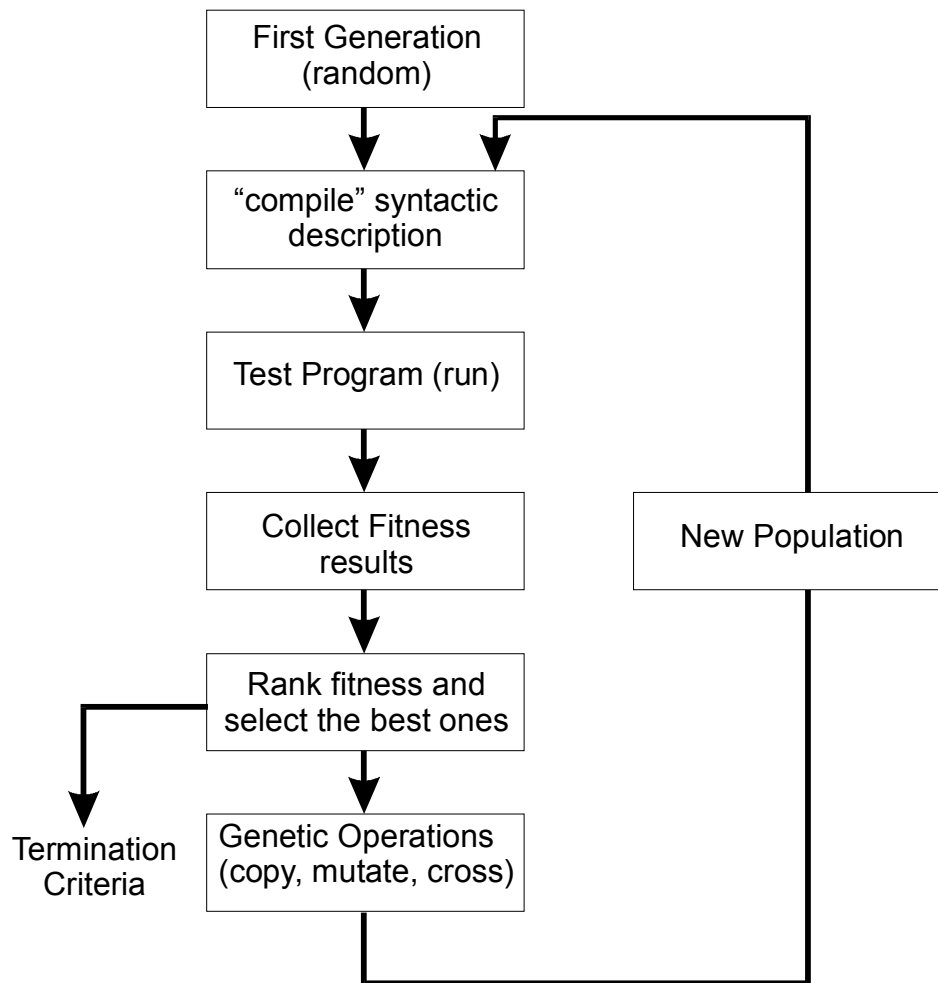 First Generation
(random)
“compile” syntactic
description
Test Program (run)
Collect Fitness
results
New Population
Rank fitness and
select the best ones
Termination
Criteria
Genetic Operations
(copy, mutate, cross)